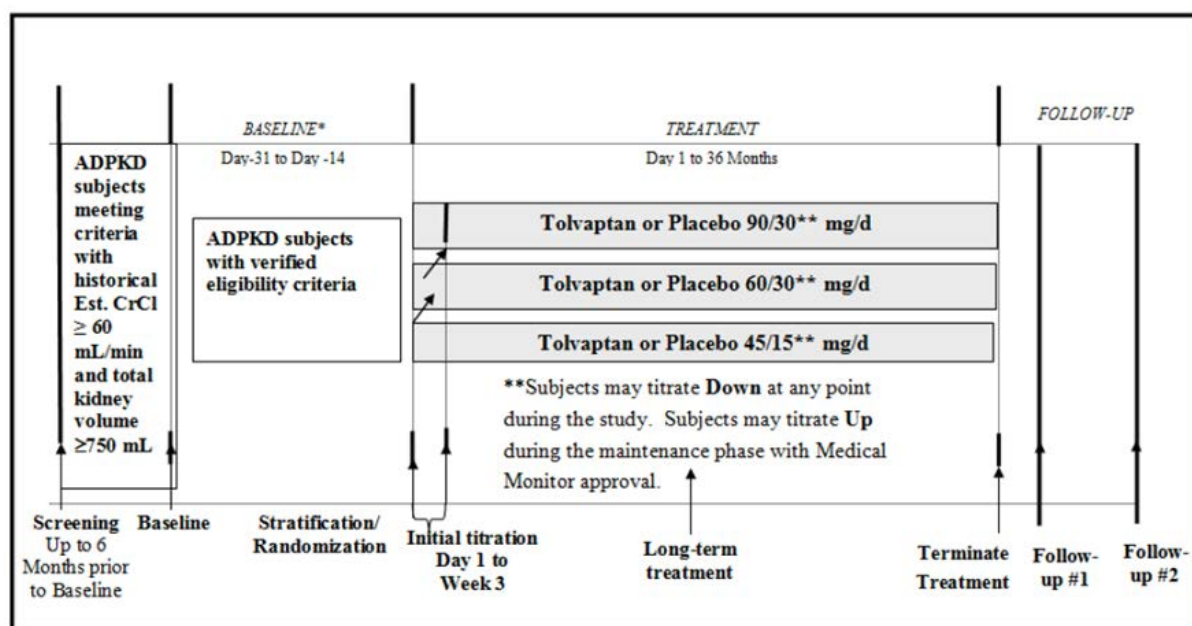 BASELINE*
Day-31 to Day -14
TREATMENT
Day 1 to 36 Months
FOLLOW-UP
ADPKD
subjects
meeting
criteria
with
historical
Est. CrCl
≥ 60
mL/min
and total
kidney
volume
≥750 mL
ADPKD subjects
with verified
eligibility criteria
Tolvaptan or Placebo 90/30** mg/d
Tolvaptan or Placebo 60/30** mg/d
Tolvaptan or Placebo 45/15** mg/d
**Subjects may titrate Down at any point
during the study. Subjects may titrate Up
during the maintenance phase with Medical
Monitor approval.
Screening
Up to 6
Months prior
to Baseline
Baseline
Stratification/
Randomization
Initial titration
Day 1 to
Week 3
Long-term
treatment
Terminate
Treatment
Follow-
up #1
Follow-
up #2